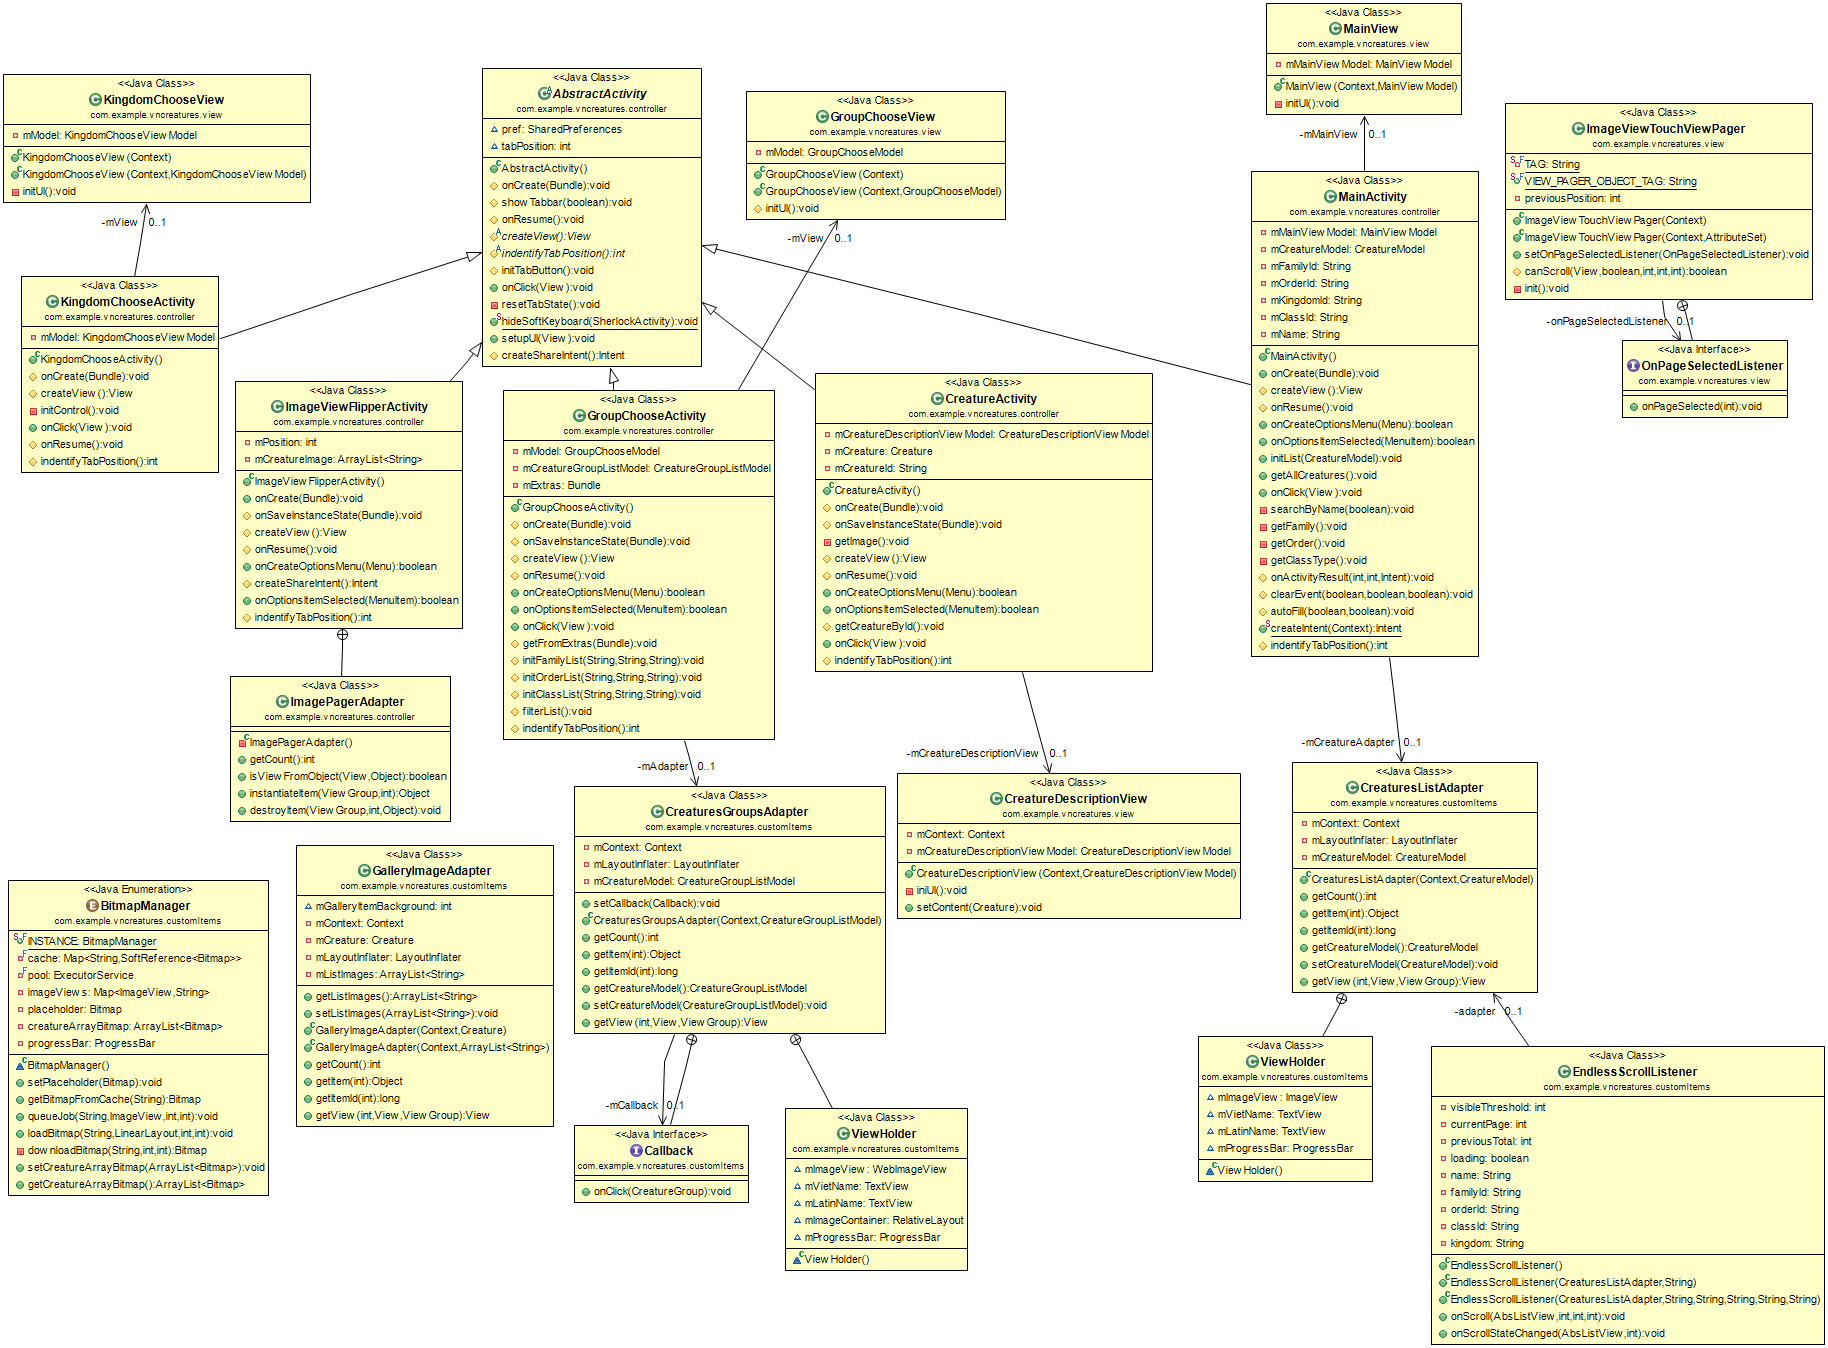 <<Java Class>>
KingdomChooseView
com.example.vncreatures.view
mModel: KingdomChooseViewModel
KingdomChooseView(Context)
KingdomChooseView(Context,KingdomChooseViewModel)
initUI():void
-mView 0..1
<<Java Class>>
KingdomChooseActivity
com.example.vncreatures.controller
mModel: KingdomChooseViewModel
KingdomChooseActivity()
onCreate(Bundle):void
createView():View
initControl():void
onClick(View):void
onResume():void
indentifyTabPosition():int
<<Java Class>>
AbstractActivity
com.example.vncreatures.controller
pref: SharedPreferences
tabPosition: int
AbstractActivity()
onCreate(Bundle):void
showTabbar(boolean):void
onResume():void
createView():View
indentifyTabPosition():int
initTabButton():void
onClick(View):void
resetTabState():void
hideSoftKeyboard(SherlockActivity):void
setupUI(View):void
createShareIntent():Intent
<<Java Class>>
GroupChooseView
com.example.vncreatures.view
mModel: GroupChooseModel
GroupChooseView(Context)
GroupChooseView(Context,GroupChooseModel)
initUI():void
-mView 0..1
<<Java Class>>
MainView
com.example.vncreatures.view
mMainViewModel: MainViewModel
MainView(Context,MainViewModel)
initUI():void
-mMainView 0..1
<<Java Class>>
MainActivity
com.example.vncreatures.controller
mMainViewModel: MainViewModel
mCreatureModel: CreatureModel
mFamilyId: String
mOrderId: String
mKingdomId: String
mClassId: String
mName: String
MainActivity()
onCreate(Bundle):void
createView():View
onResume():void
onCreateOptionsMenu(Menu):boolean
onOptionsItemSelected(MenuItem):boolean
initList(CreatureModel):void
getAllCreatures():void
onClick(View):void
searchByName(boolean):void
getFamily():void
getOrder():void
getClassType():void
onActivityResult(int,int,Intent):void
clearEvent(boolean,boolean,boolean):void
autoFill(boolean,boolean):void
createIntent(Context):Intent
indentifyTabPosition():int
<<Java Class>>
ImageViewTouchViewPager
com.example.vncreatures.view
TAG: String
VIEW_PAGER_OBJECT_TAG: String
previousPosition: int
ImageViewTouchViewPager(Context)
ImageViewTouchViewPager(Context,AttributeSet)
setOnPageSelectedListener(OnPageSelectedListener):void
canScroll(View,boolean,int,int,int):boolean
init():void
-onPageSelectedListener 0..1
<<Java Interface>>
OnPageSelectedListener
com.example.vncreatures.view
onPageSelected(int):void
<<Java Class>>
ImageViewFlipperActivity
com.example.vncreatures.controller
mPosition: int
mCreatureImage: ArrayList<String>
ImageViewFlipperActivity()
onCreate(Bundle):void
onSaveInstanceState(Bundle):void
createView():View
onResume():void
onCreateOptionsMenu(Menu):boolean
createShareIntent():Intent
onOptionsItemSelected(MenuItem):boolean
indentifyTabPosition():int
<<Java Class>>
GroupChooseActivity
com.example.vncreatures.controller
mModel: GroupChooseModel
mCreatureGroupListModel: CreatureGroupListModel
mExtras: Bundle
GroupChooseActivity()
onCreate(Bundle):void
onSaveInstanceState(Bundle):void
createView():View
onResume():void
onCreateOptionsMenu(Menu):boolean
onOptionsItemSelected(MenuItem):boolean
onClick(View):void
getFromExtras(Bundle):void
initFamilyList(String,String,String):void
initOrderList(String,String,String):void
initClassList(String,String,String):void
filterList():void
indentifyTabPosition():int
<<Java Class>>
CreatureActivity
com.example.vncreatures.controller
mCreatureDescriptionViewModel: CreatureDescriptionViewModel
mCreature: Creature
mCreatureId: String
CreatureActivity()
onCreate(Bundle):void
onSaveInstanceState(Bundle):void
getImage():void
createView():View
onResume():void
onCreateOptionsMenu(Menu):boolean
onOptionsItemSelected(MenuItem):boolean
getCreatureById():void
onClick(View):void
indentifyTabPosition():int
<<Java Class>>
ImagePagerAdapter
com.example.vncreatures.controller
ImagePagerAdapter()
getCount():int
isViewFromObject(View,Object):boolean
instantiateItem(ViewGroup,int):Object
destroyItem(ViewGroup,int,Object):void
-mAdapter 0..1
-mCreatureDescriptionView 0..1
-mCreatureAdapter 0..1
<<Java Class>>
CreaturesGroupsAdapter
com.example.vncreatures.customItems
mContext: Context
mLayoutInflater: LayoutInflater
mCreatureModel: CreatureGroupListModel
setCallback(Callback):void
CreaturesGroupsAdapter(Context,CreatureGroupListModel)
getCount():int
getItem(int):Object
getItemId(int):long
getCreatureModel():CreatureGroupListModel
setCreatureModel(CreatureGroupListModel):void
getView(int,View,ViewGroup):View
<<Java Class>>
CreatureDescriptionView
com.example.vncreatures.view
mContext: Context
mCreatureDescriptionViewModel: CreatureDescriptionViewModel
CreatureDescriptionView(Context,CreatureDescriptionViewModel)
iniUI():void
setContent(Creature):void
<<Java Class>>
CreaturesListAdapter
com.example.vncreatures.customItems
mContext: Context
mLayoutInflater: LayoutInflater
mCreatureModel: CreatureModel
CreaturesListAdapter(Context,CreatureModel)
getCount():int
getItem(int):Object
getItemId(int):long
getCreatureModel():CreatureModel
setCreatureModel(CreatureModel):void
getView(int,View,ViewGroup):View
<<Java Enumeration>>
BitmapManager
com.example.vncreatures.customItems
INSTANCE: BitmapManager
cache: Map<String,SoftReference<Bitmap>>
pool: ExecutorService
imageViews: Map<ImageView,String>
placeholder: Bitmap
creatureArrayBitmap: ArrayList<Bitmap>
progressBar: ProgressBar
BitmapManager()
setPlaceholder(Bitmap):void
getBitmapFromCache(String):Bitmap
queueJob(String,ImageView,int,int):void
loadBitmap(String,LinearLayout,int,int):void
downloadBitmap(String,int,int):Bitmap
setCreatureArrayBitmap(ArrayList<Bitmap>):void
getCreatureArrayBitmap():ArrayList<Bitmap>
<<Java Class>>
GalleryImageAdapter
com.example.vncreatures.customItems
mGalleryItemBackground: int
mContext: Context
mCreature: Creature
mLayoutInflater: LayoutInflater
mListImages: ArrayList<String>
getListImages():ArrayList<String>
setListImages(ArrayList<String>):void
GalleryImageAdapter(Context,Creature)
GalleryImageAdapter(Context,ArrayList<String>)
getCount():int
getItem(int):Object
getItemId(int):long
getView(int,View,ViewGroup):View
-mCallback 0..1
<<Java Interface>>
Callback
com.example.vncreatures.customItems
onClick(CreatureGroup):void
<<Java Class>>
ViewHolder
com.example.vncreatures.customItems
mImageView: WebImageView
mVietName: TextView
mLatinName: TextView
mImageContainer: RelativeLayout
mProgressBar: ProgressBar
ViewHolder()
-adapter 0..1
<<Java Class>>
ViewHolder
com.example.vncreatures.customItems
mImageView: ImageView
mVietName: TextView
mLatinName: TextView
mProgressBar: ProgressBar
ViewHolder()
<<Java Class>>
EndlessScrollListener
com.example.vncreatures.customItems
visibleThreshold: int
currentPage: int
previousTotal: int
loading: boolean
name: String
familyId: String
orderId: String
classId: String
kingdom: String
EndlessScrollListener()
EndlessScrollListener(CreaturesListAdapter,String)
EndlessScrollListener(CreaturesListAdapter,String,String,String,String,String)
onScroll(AbsListView,int,int,int):void
onScrollStateChanged(AbsListView,int):void